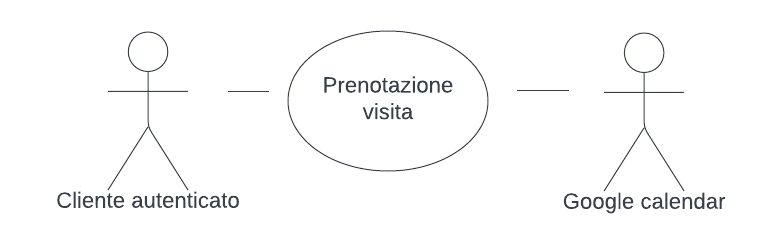 Prenotazione
visita
Cliente autenticato
Google calendar